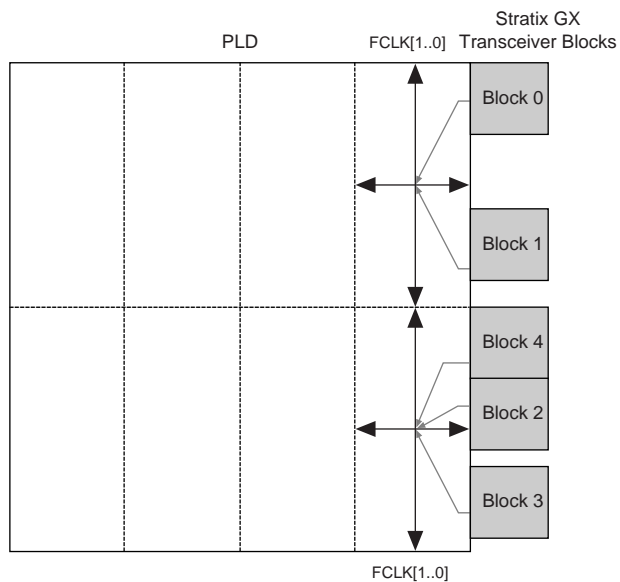 Stratix GX
PLD FCLK[1..0] Transceiver Blocks
Block 0
Block 1
Block 4
Block 2
Block 3
FCLK[1..0]